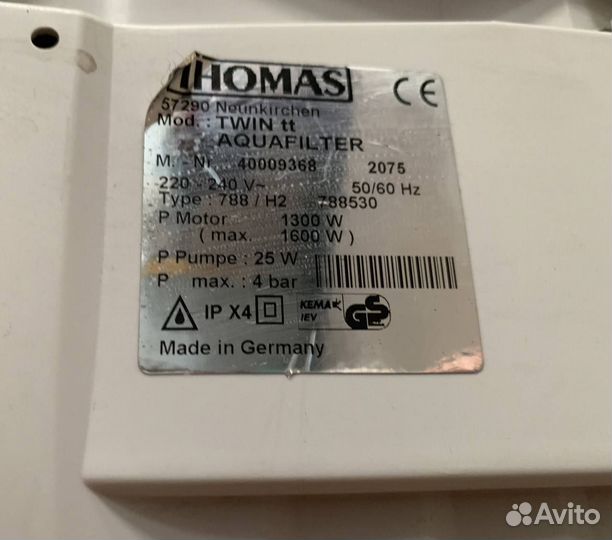 THOMAS
CE
57290 Neunkirchen
Mod. : TWIN tt
AQUAFILTER
M. - Nr 40009368 2075
220 - 240 V~ 50/60 Hz
Type : 788 / H2 788530
P Motor 1300 W
( max. 1600 W )
P Pumpe : 25 W
P max. : 4 bar
IP X4
KEMA
IEV
GS
Made in Germany
Avito